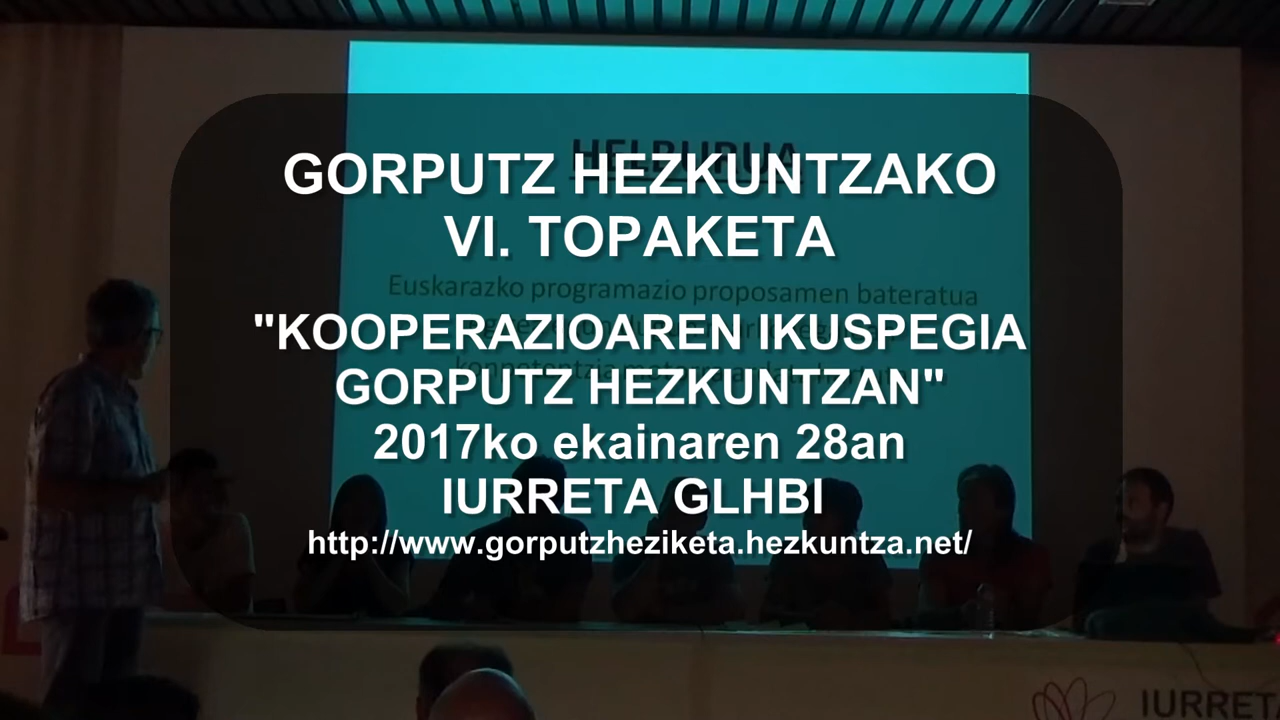 HELBURUA
GORPUTZ HEZKUNTZAKO
VI. TOPAKETA
Euskarazko programazio proposamen bateratua
"KOOPERAZIOAREN IKUSPEGIA
GORPUTZ HEZKUNTZAN"
2017ko ekainaren 28an
IURRETA GLHBI
http://www.gorputzheziketa.hezkuntza.net/
IURRET